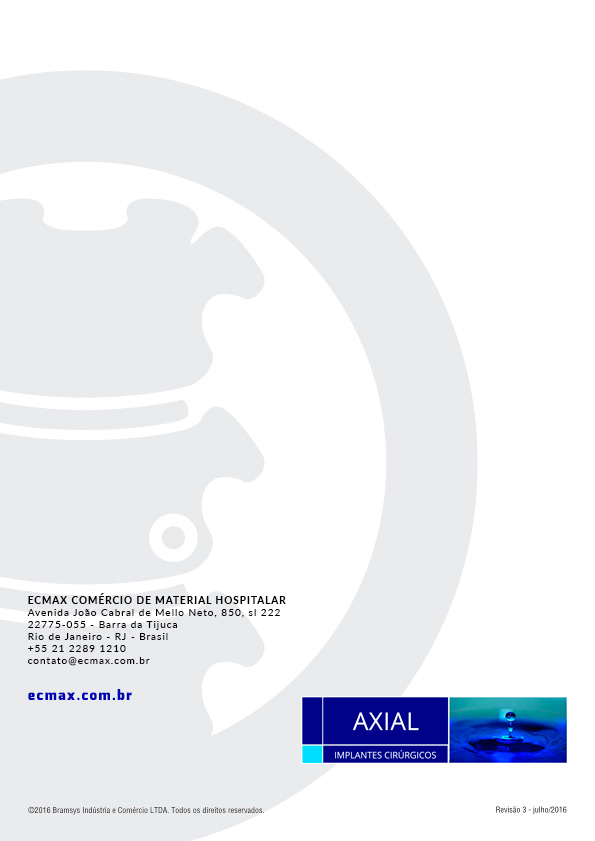 ECMAX COMÉRCIO DE MATERIAL HOSPITALAR
Avenida João Cabral de Mello Neto, 850, sl 222
22775-055 - Barra da Tijuca
Rio de Janeiro - RJ - Brasil
+55 21 2289 1210
contato@ecmax.com.br
ecmax.com.br
AXIAL
IMPLANTES CIRÚRGICOS
©2016 Bramsys Indústria e Comércio LTDA. Todos os direitos reservados.
Revisão 3 - julho/2016